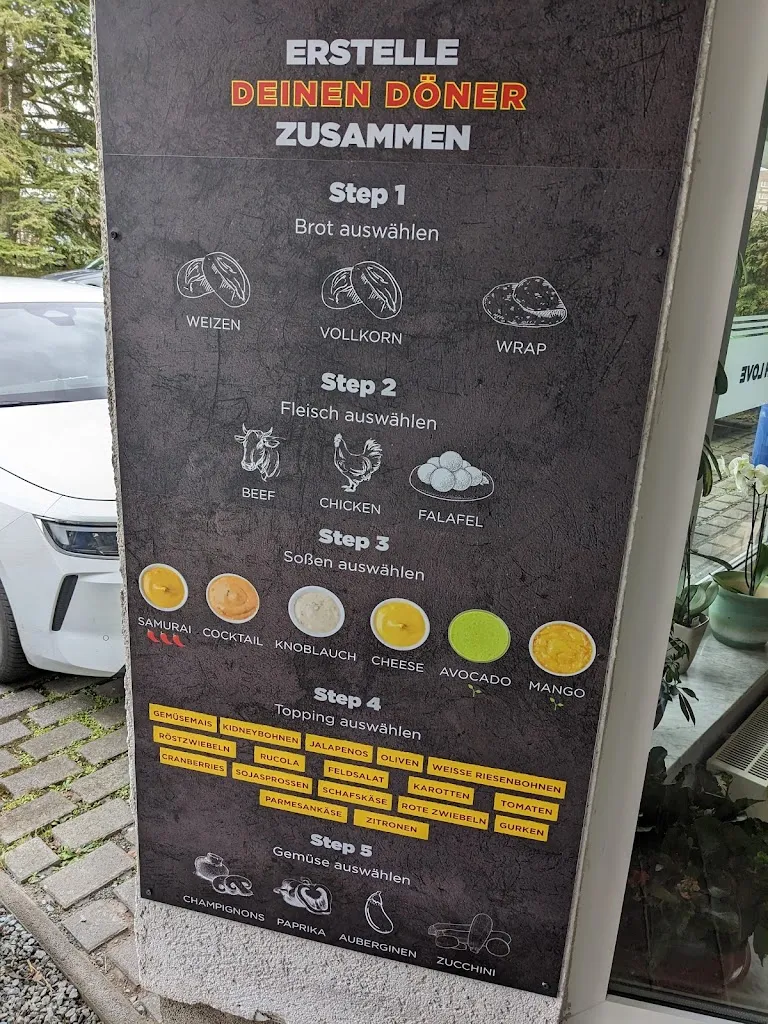 ERSTELLE
DEINEN DÖNER
ZUSAMMEN
Step 1
Brot auswählen
WEIZEN VOLLKORN WRAP
Step 2
Fleisch auswählen
BEEF CHICKEN FALAFEL
Step 3
Soßen auswählen
SAMURAI COCKTAIL KNOBLAUCH CHEESE AVOCADO MANGO
Step 4
Topping auswählen
GEMÜSEMAIS KIDNEYBOHNEN JALAPENOS OLIVEN WEISSE RIESENBOHNEN
RÖSTZWIEBELN RUCOLA FELDSALAT KAROTTEN TOMATEN
CRANBERRIES SOJASPROSSEN SCHAFSKÄSE ROTE ZWIEBELN GURKEN
PARMESANKÄSE ZITRONEN
Step 5
Gemüse auswählen
CHAMPIGNONS PAPRIKA AUBERGINEN ZUCCHINI
LOVE